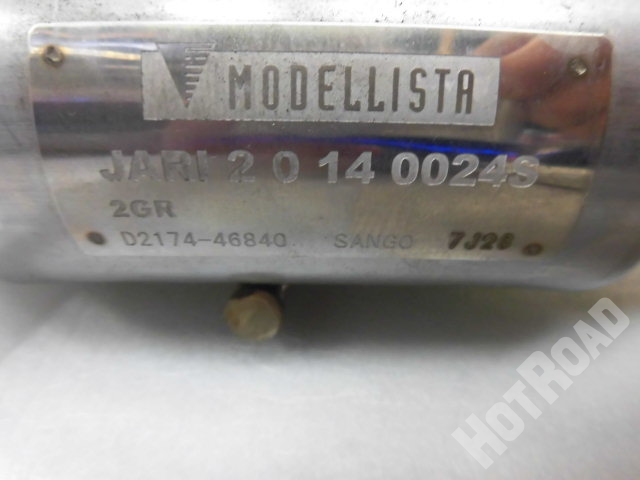 MODELLISTA
JARI 2 0 14 0024S
2GR
D2174-46840 SANGO 7J26
HOTROAD